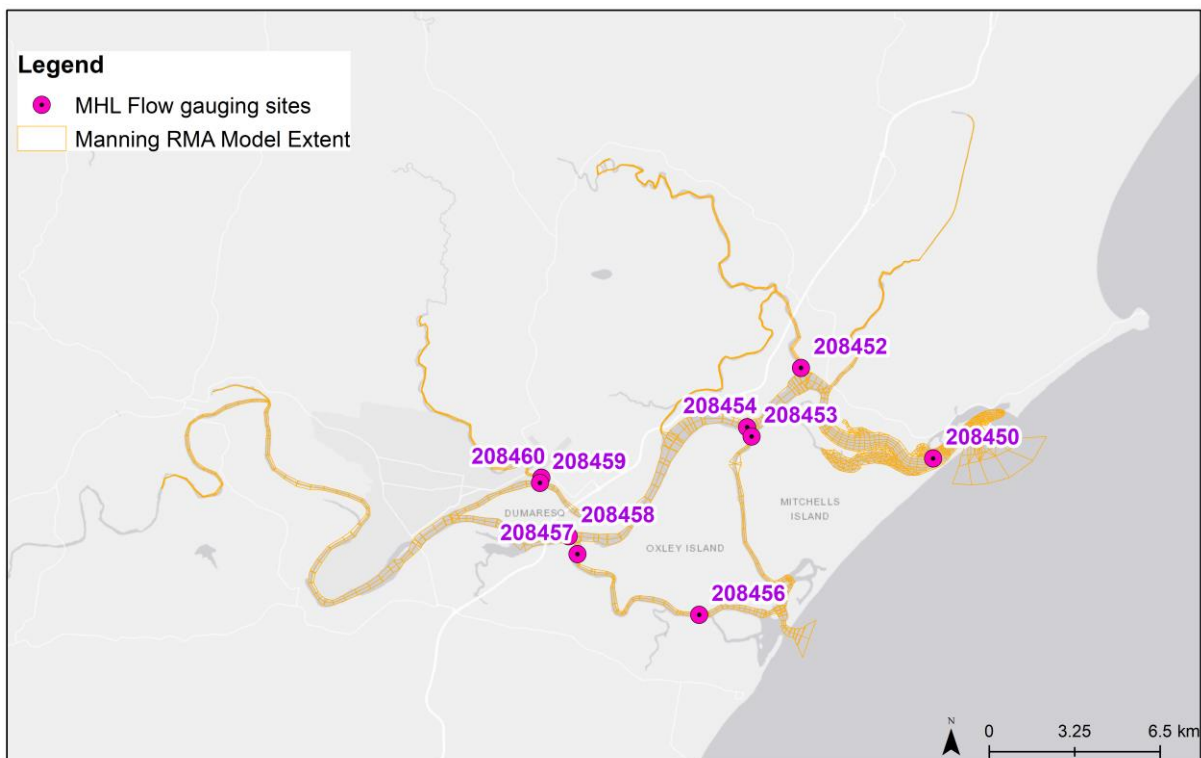 Legend
MHL Flow gauging sites
Manning RMA Model Extent
208452
208454
208453
208450
208460
208459
208458
208457
208456
DUMARESQ
MITCHELLS
ISLAND
OXLEY ISLAND
N
0 3.25 6.5 km